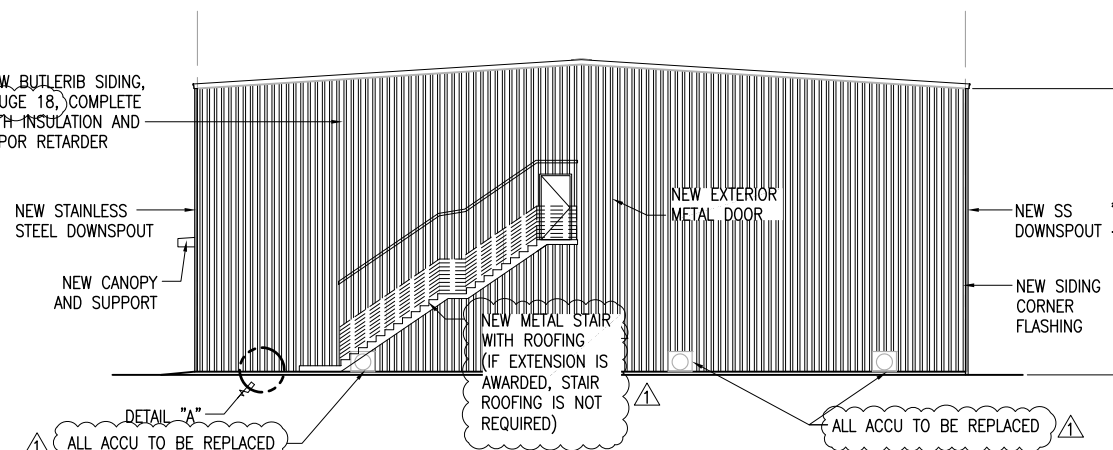 W BUTLERIB SIDING,
UGE 18, COMPLETE
TH INSULATION AND
POR RETARDER
NEW STAINLESS
STEEL DOWNSPOUT
NEW CANOPY
AND SUPPORT
NEW EXTERIOR
METAL DOOR
NEW SS
DOWNSPOUT
NEW SIDING
CORNER
FLASHING
NEW METAL STAIR
WITH ROOFING
(IF EXTENSION IS
AWARDED, STAIR
ROOFING IS NOT
REQUIRED)
1
DETAIL "A"
1 ALL ACCU TO BE REPLACED
ALL ACCU TO BE REPLACED 1